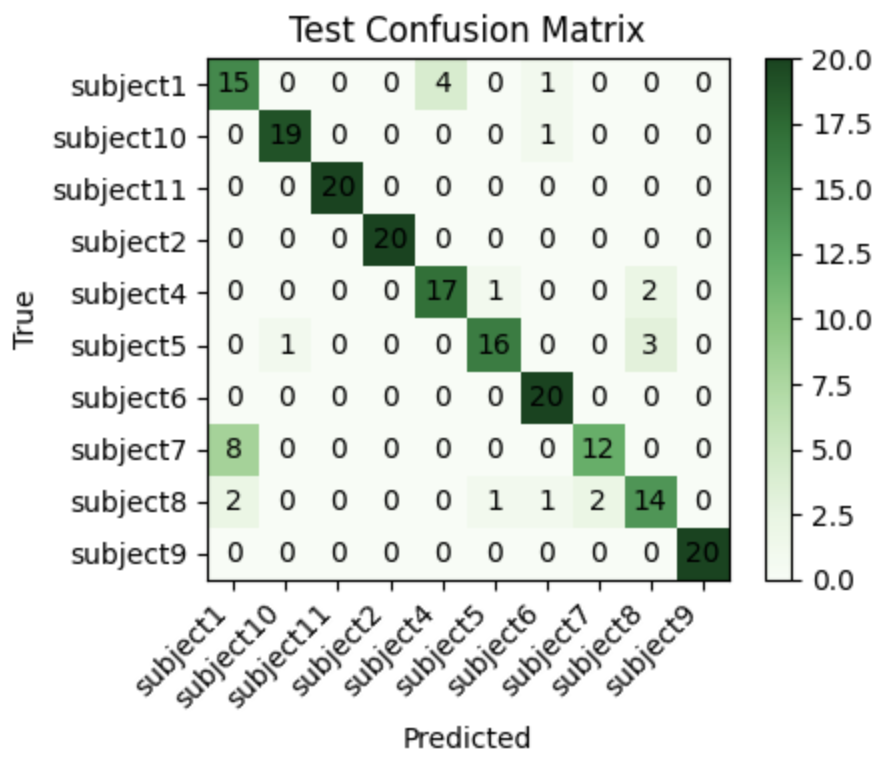 Test Confusion Matrix
True
subject1 15 0 0 0 4 0 1 0 0 0
subject10 0 19 0 0 0 0 1 0 0 0
subject11 0 0 20 0 0 0 0 0 0 0
subject2 0 0 0 20 0 0 0 0 0 0
subject4 0 0 0 0 17 1 0 0 2 0
subject5 0 1 0 0 0 16 0 0 3 0
subject6 0 0 0 0 0 0 20 0 0 0
subject7 8 0 0 0 0 0 0 12 0 0
subject8 2 0 0 0 0 1 1 2 14 0
subject9 0 0 0 0 0 0 0 0 0 20
subject1 subject10 subject11 subject2 subject4 subject5 subject6 subject7 subject8 subject9
Predicted
20.0
17.5
15.0
12.5
10.0
7.5
5.0
2.5
0.0